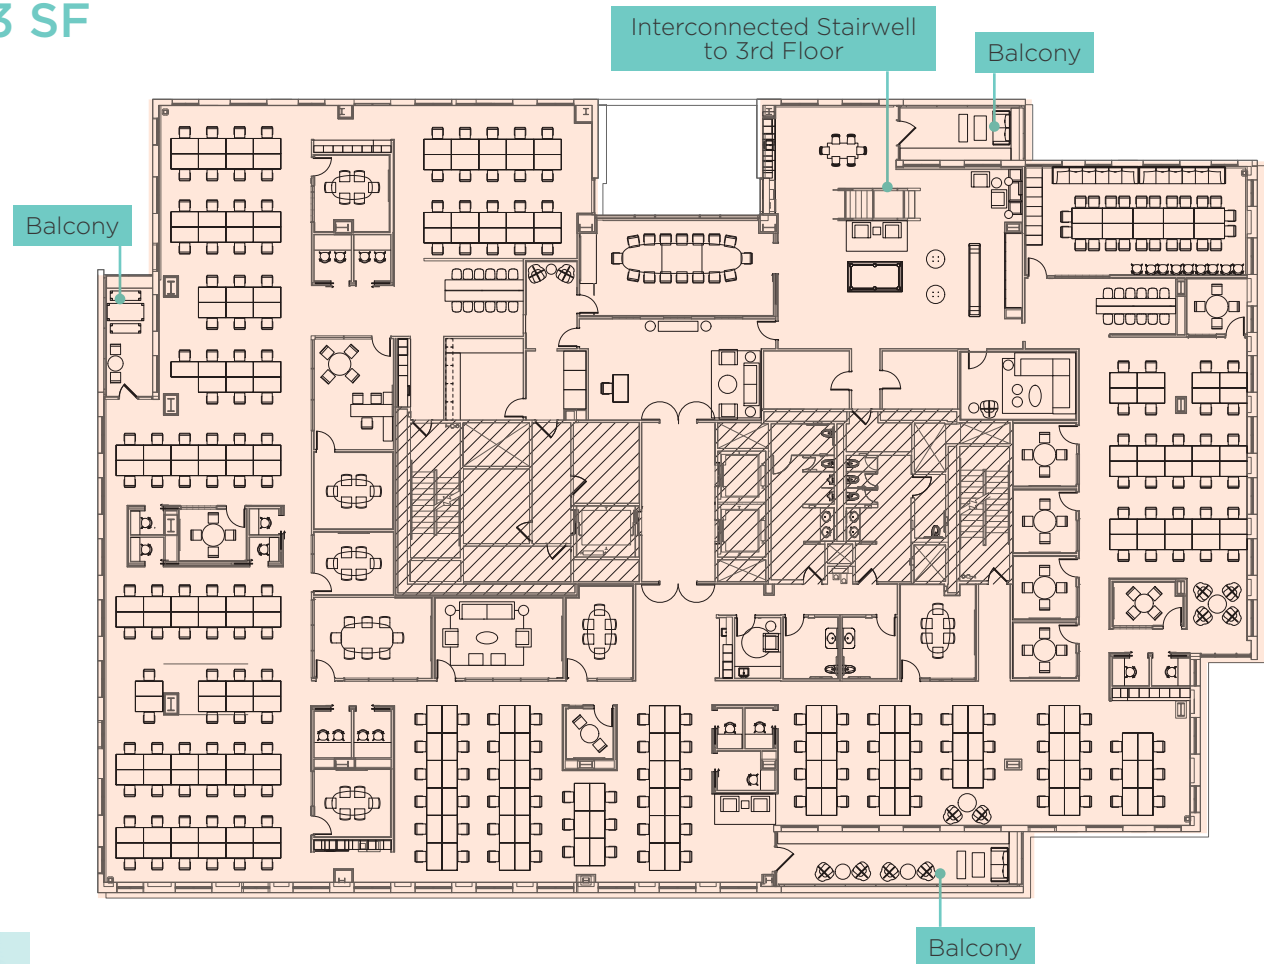 3 SF
Interconnected Stairwell
to 3rd Floor
Balcony
Balcony
Balcony